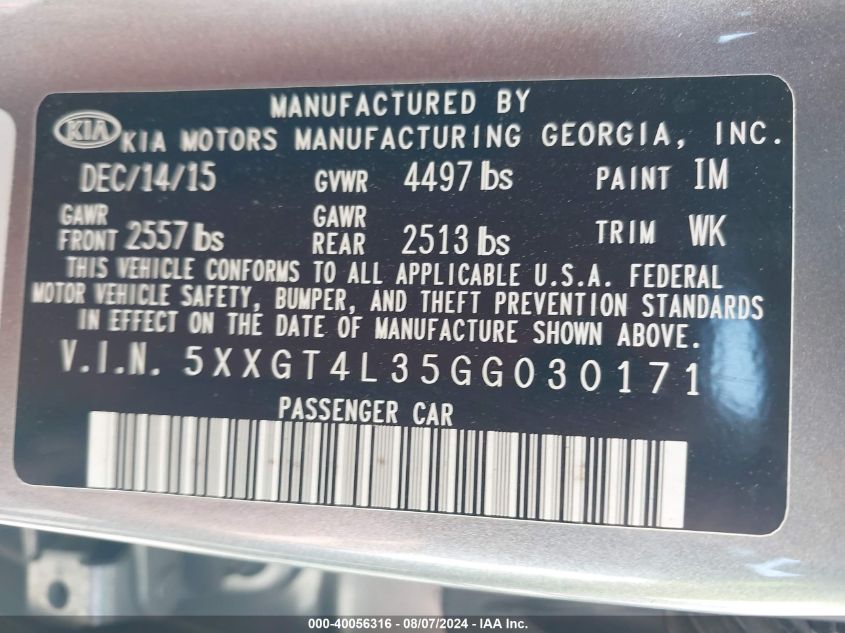 MANUFACTURED BY
KIA KIA MOTORS MANUFACTURING GEORGIA, INC.
DEC/14/15 GVWR 4497 lbs PAINT IM
GAWR FRONT 2557 lbs GAWR REAR 2513 lbs TRIM WK
THIS VEHICLE CONFORMS TO ALL APPLICABLE U.S.A. FEDERAL
MOTOR VEHICLE SAFETY, BUMPER, AND THEFT PREVENTION STANDARDS
IN EFFECT ON THE DATE OF MANUFACTURE SHOWN ABOVE.
V.I.N. 5XXGT4L35GG030171
PASSENGER CAR
000-40056316 - 08/07/2024 - IAA Inc.